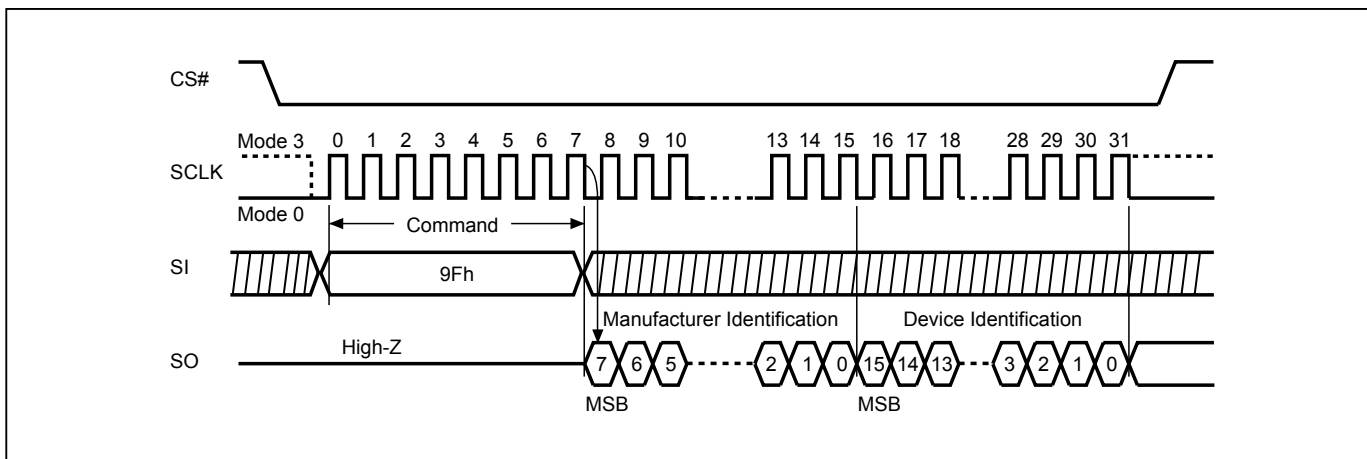 CS#
Mode 3 0 1 2 3 4 5 6 7 8 9 10 13 14 15 16 17 18 28 29 30 31
SCLK
Mode 0
Command
SI 9Fh
Manufacturer Identification Device Identification
High-Z
SO 7 6 5 2 1 0 15 14 13 3 2 1 0
MSB MSB